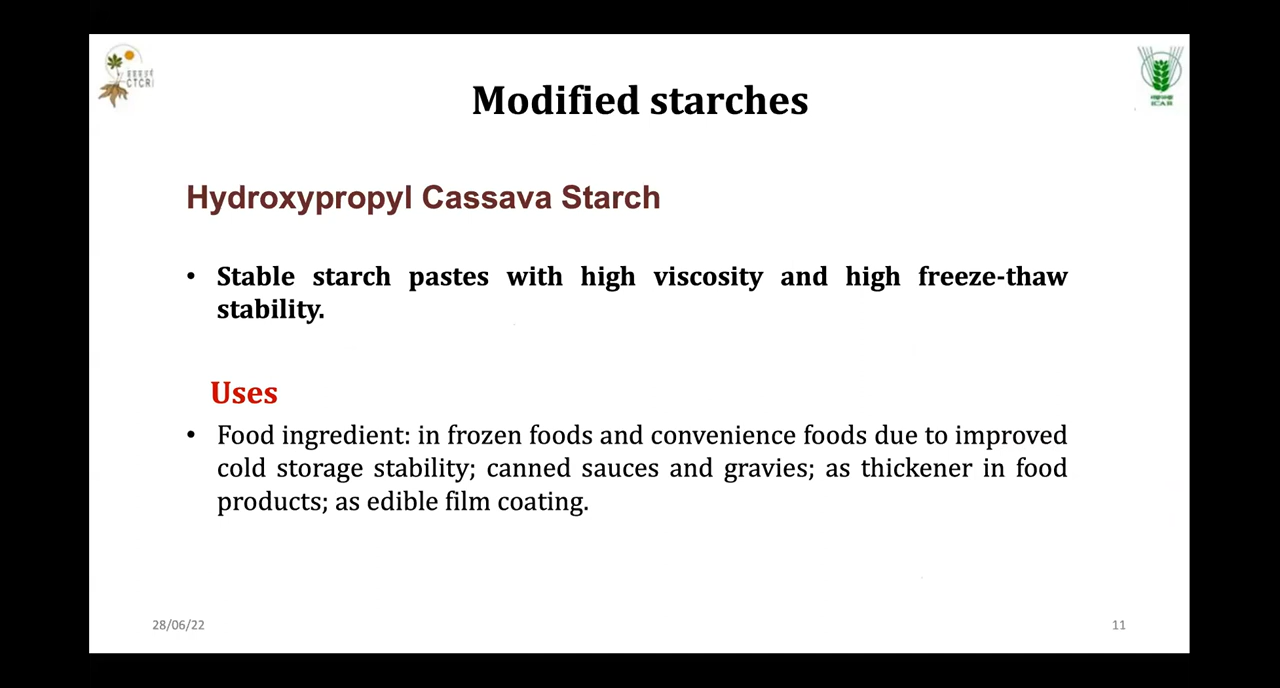 CTCRI
ICAR
Modified starches
Hydroxypropyl Cassava Starch
• Stable starch pastes with high viscosity and high freeze-thaw
stability.
Uses
• Food ingredient: in frozen foods and convenience foods due to improved
cold storage stability; canned sauces and gravies; as thickener in food
products; as edible film coating.
28/06/22
11